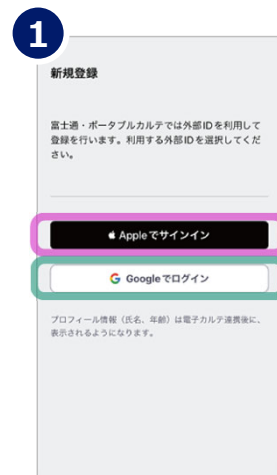 1
新規登録
富士通・ポータブルカルテでは外部IDを利用して
登録を行います。利用する外部IDを選択してくだ
さい。
Appleでサインイン
Googleでログイン
プロフィール情報（氏名、年齢）は電子カルテ連携後に、
表示されるようになります。